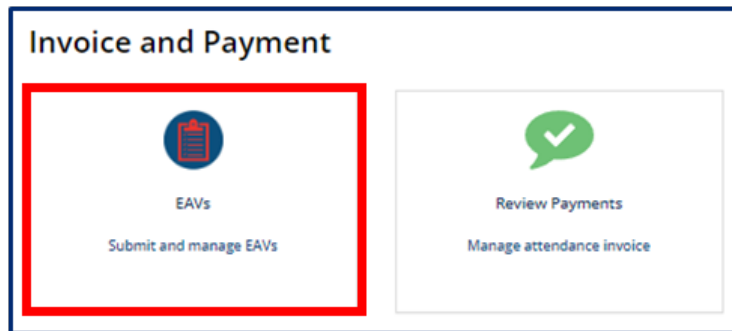 Invoice and Payment
EAVs
Submit and manage EAVs
Review Payments
Manage attendance invoice